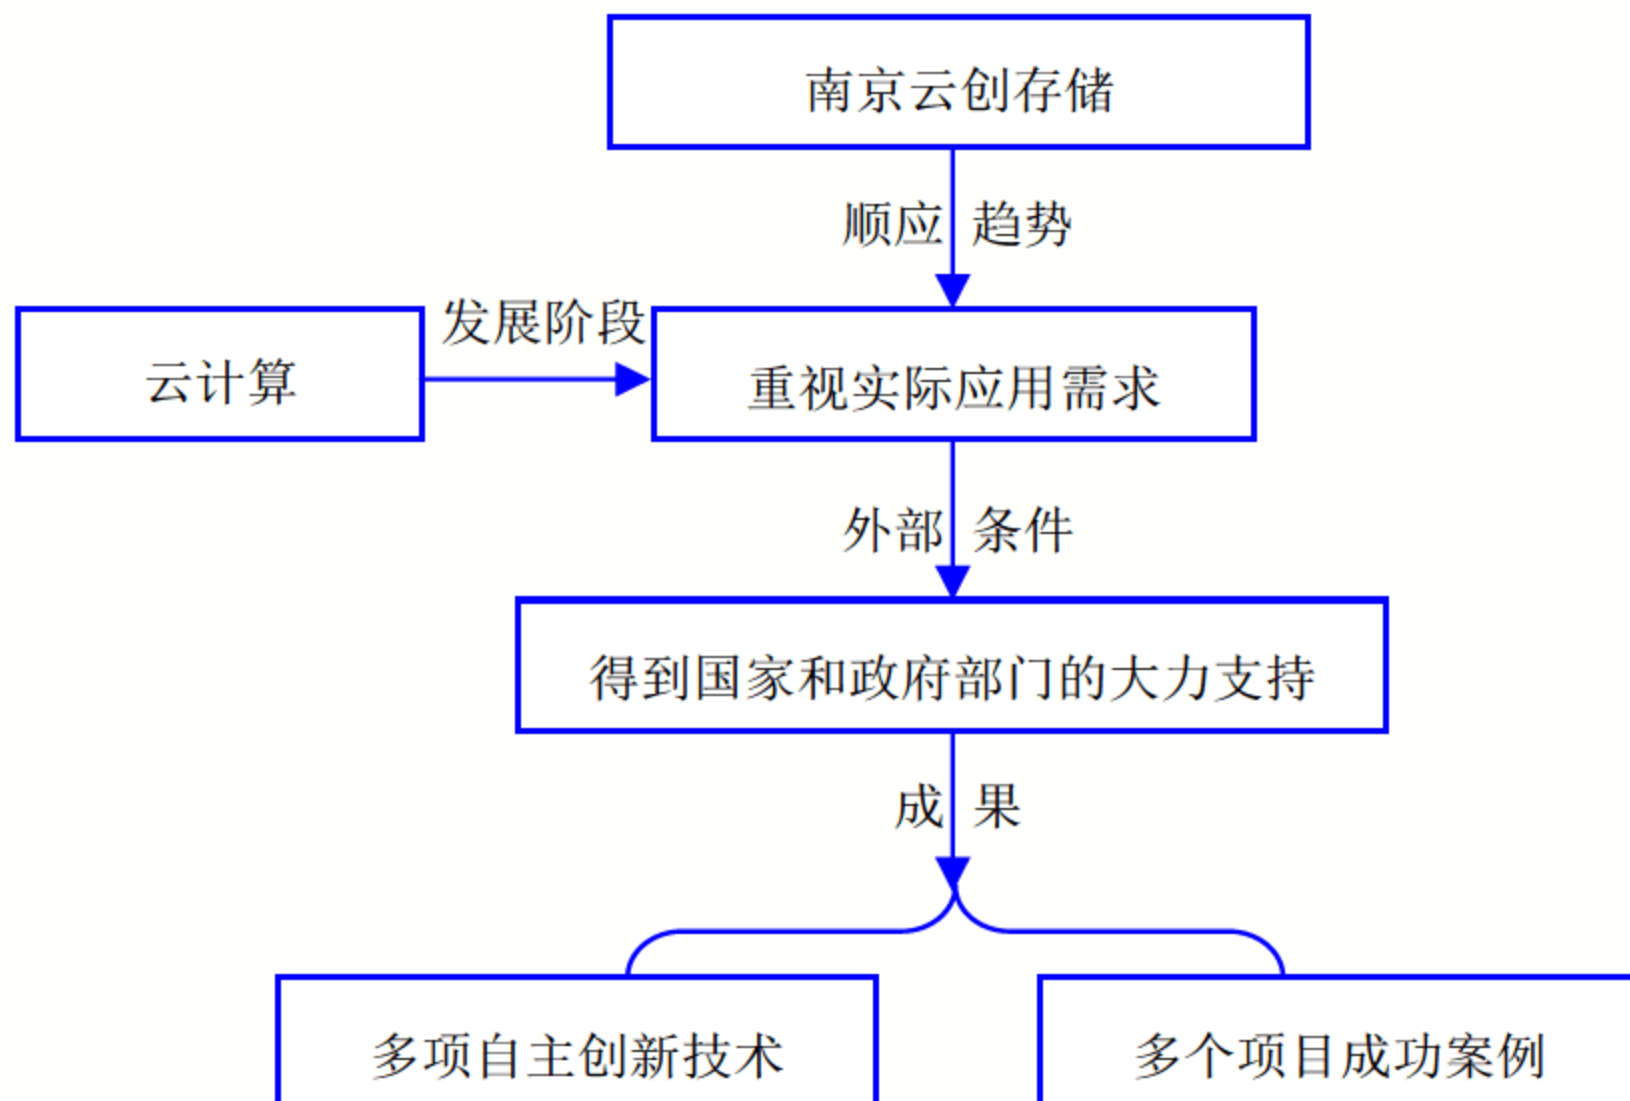 南京云创存储
顺应 趋势
发展阶段
云计算
重视实际应用需求
外部 条件
得到国家和政府部门的大力支持
成 果
多项自主创新技术
多个项目成功案例